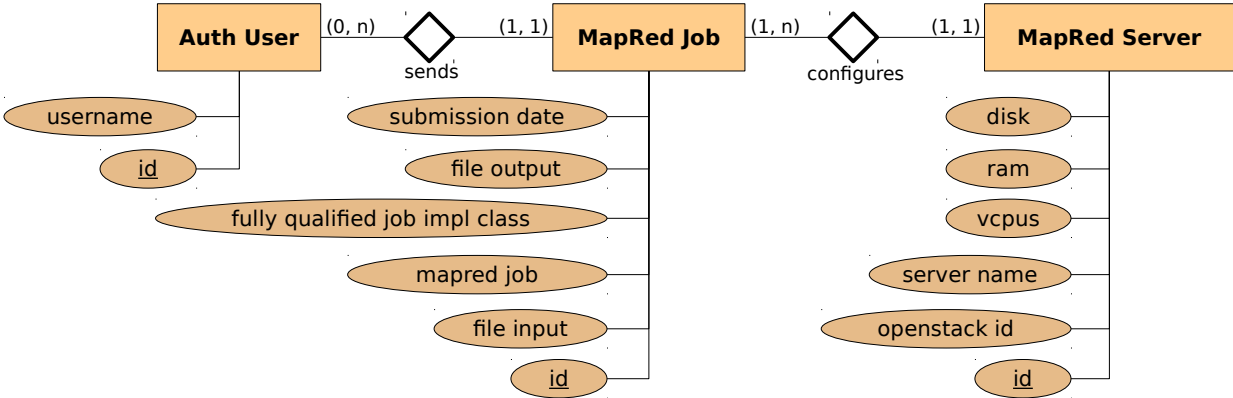 Auth User (0, n) (1, 1) MapRed Job (1, n) (1, 1) MapRed Server
sends configures
username submission date disk
id file output ram
fully qualified job impl class vcpus
mapred job server name
file input openstack id
id id